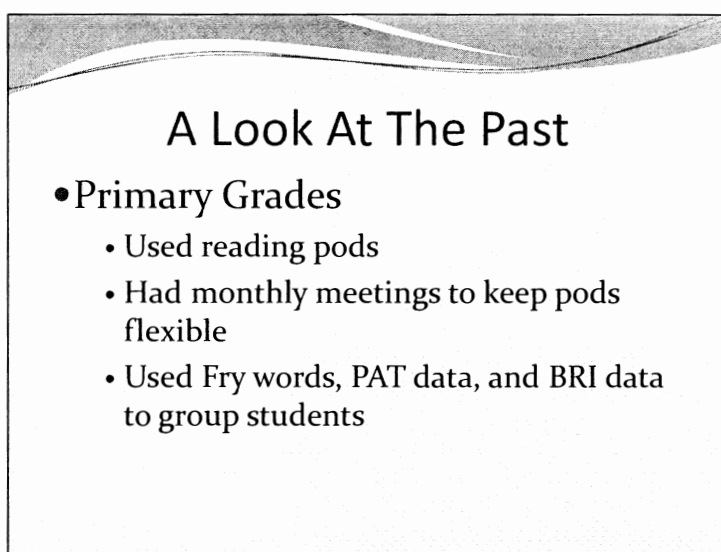 A Look At The Past
•Primary Grades
• Used reading pods
• Had monthly meetings to keep pods
flexible
• Used Fry words, PAT data, and BRI data
to group students